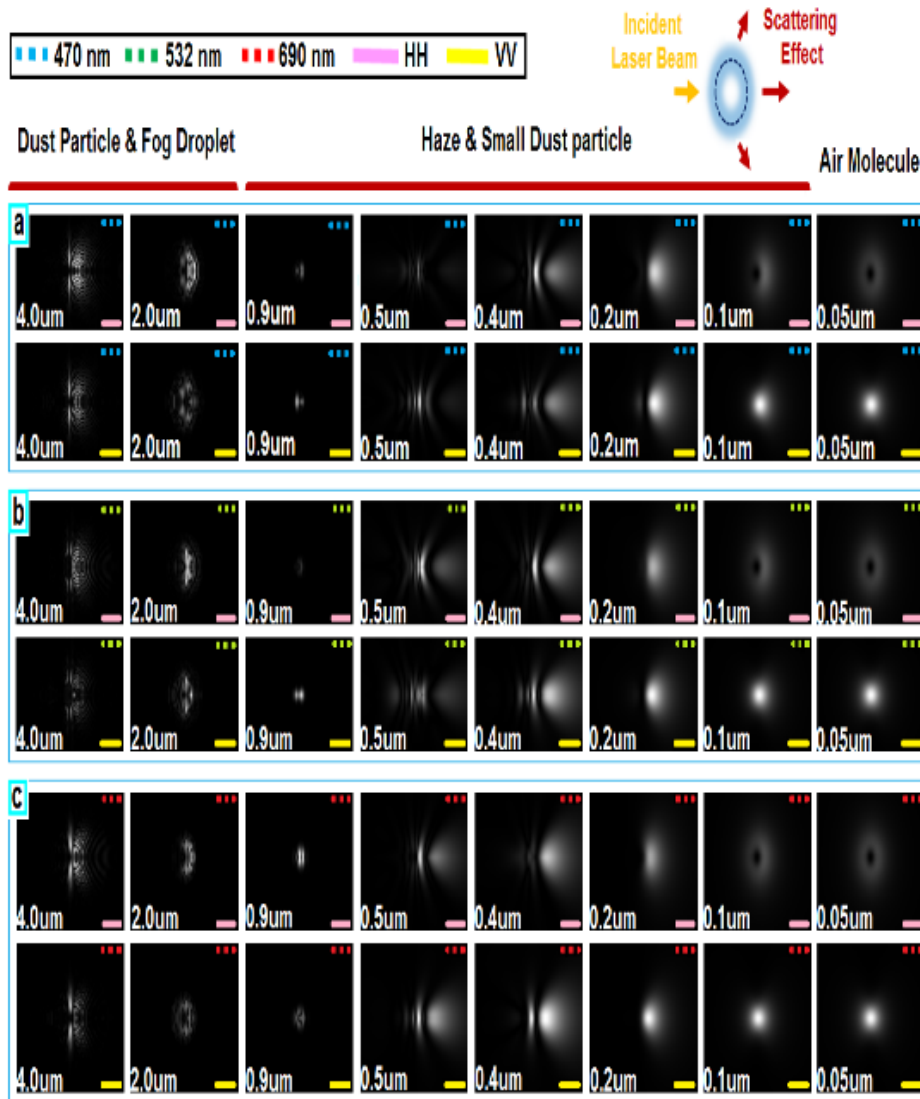 470 nm 532 nm 690 nm HH VV
Incident
Laser Beam
Scattering
Effect
Dust Particle & Fog Droplet
Haze & Small Dust particle
Air Molecule
a
4.0um 2.0um 0.9um 0.5um 0.4um 0.2um 0.1um 0.05um
4.0um 2.0um 0.9um 0.5um 0.4um 0.2um 0.1um 0.05um
b
4.0um 2.0um 0.9um 0.5um 0.4um 0.2um 0.1um 0.05um
4.0um 2.0um 0.9um 0.5um 0.4um 0.2um 0.1um 0.05um
c
4.0um 2.0um 0.9um 0.5um 0.4um 0.2um 0.1um 0.05um
4.0um 2.0um 0.9um 0.5um 0.4um 0.2um 0.1um 0.05um